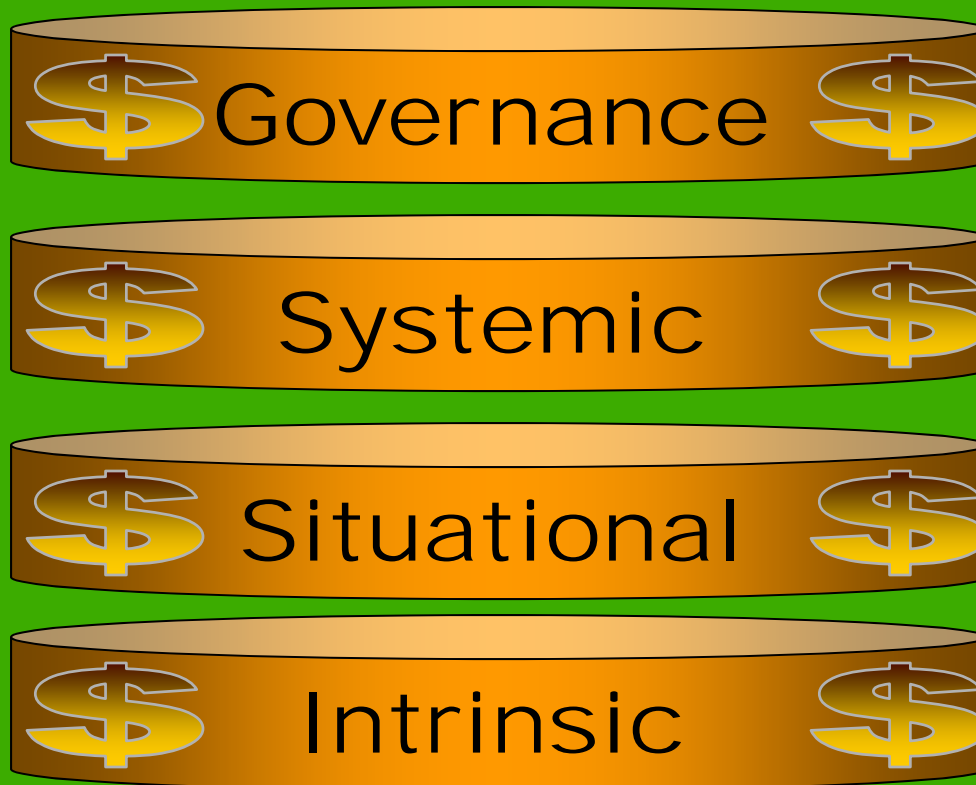 $ Governance $
$ Systemic $
$ Situational $
$ Intrinsic $